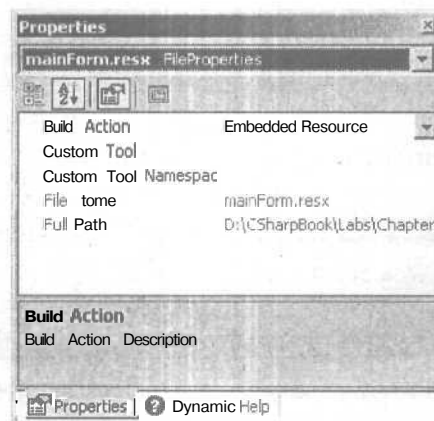 Properties
mainForm.resx FileProperties
Build Action Embedded Resource
Custom Tool
Custom Tool Namespac
File tome mainForm.resx
Full Path D:\CSharpBook\Labs\Chapter
Build Action
Build Action Description
Properties Dynamic Help